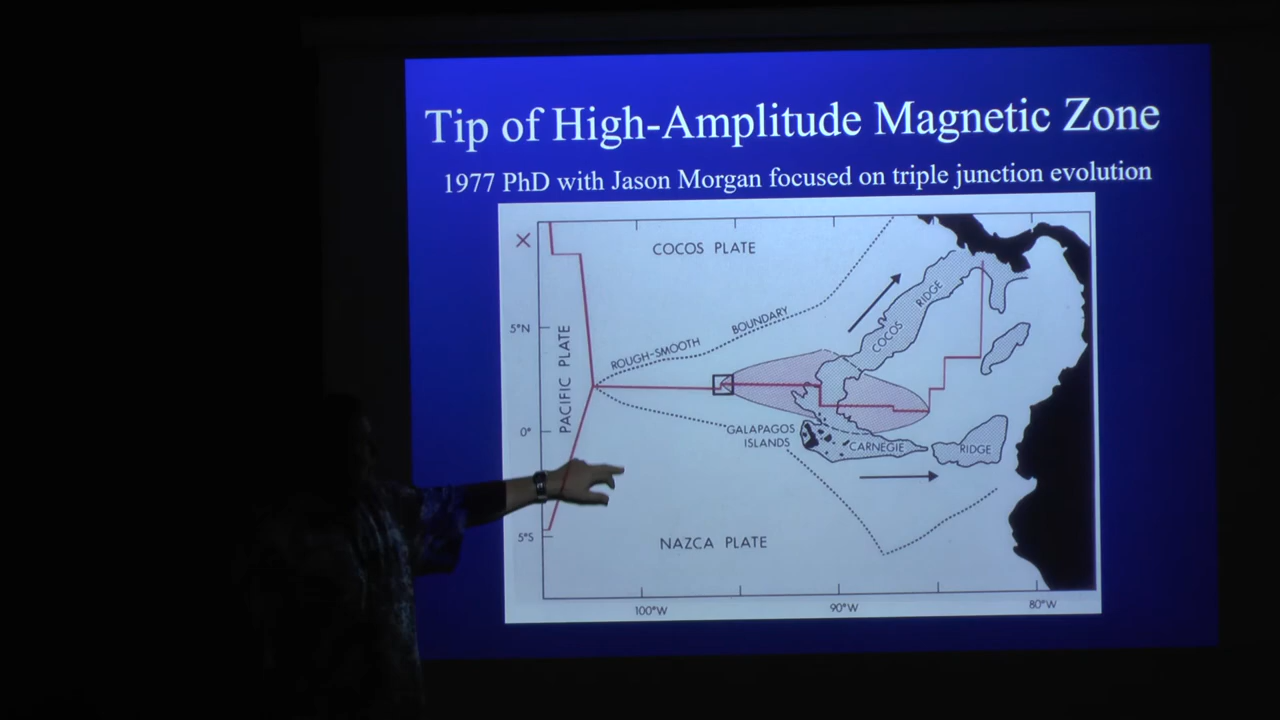 Tip of High-Amplitude Magnetic Zone
1977 PhD with Jason Morgan focused on triple junction evolution
COCOS PLATE
5°N
PACIFIC PLATE
ROUGH-SMOOTH BOUNDARY
COCOS RIDGE
0°
GALAPAGOS
ISLANDS
CARNEGIE RIDGE
5°S
NAZCA PLATE
100°W
90°W
80°W